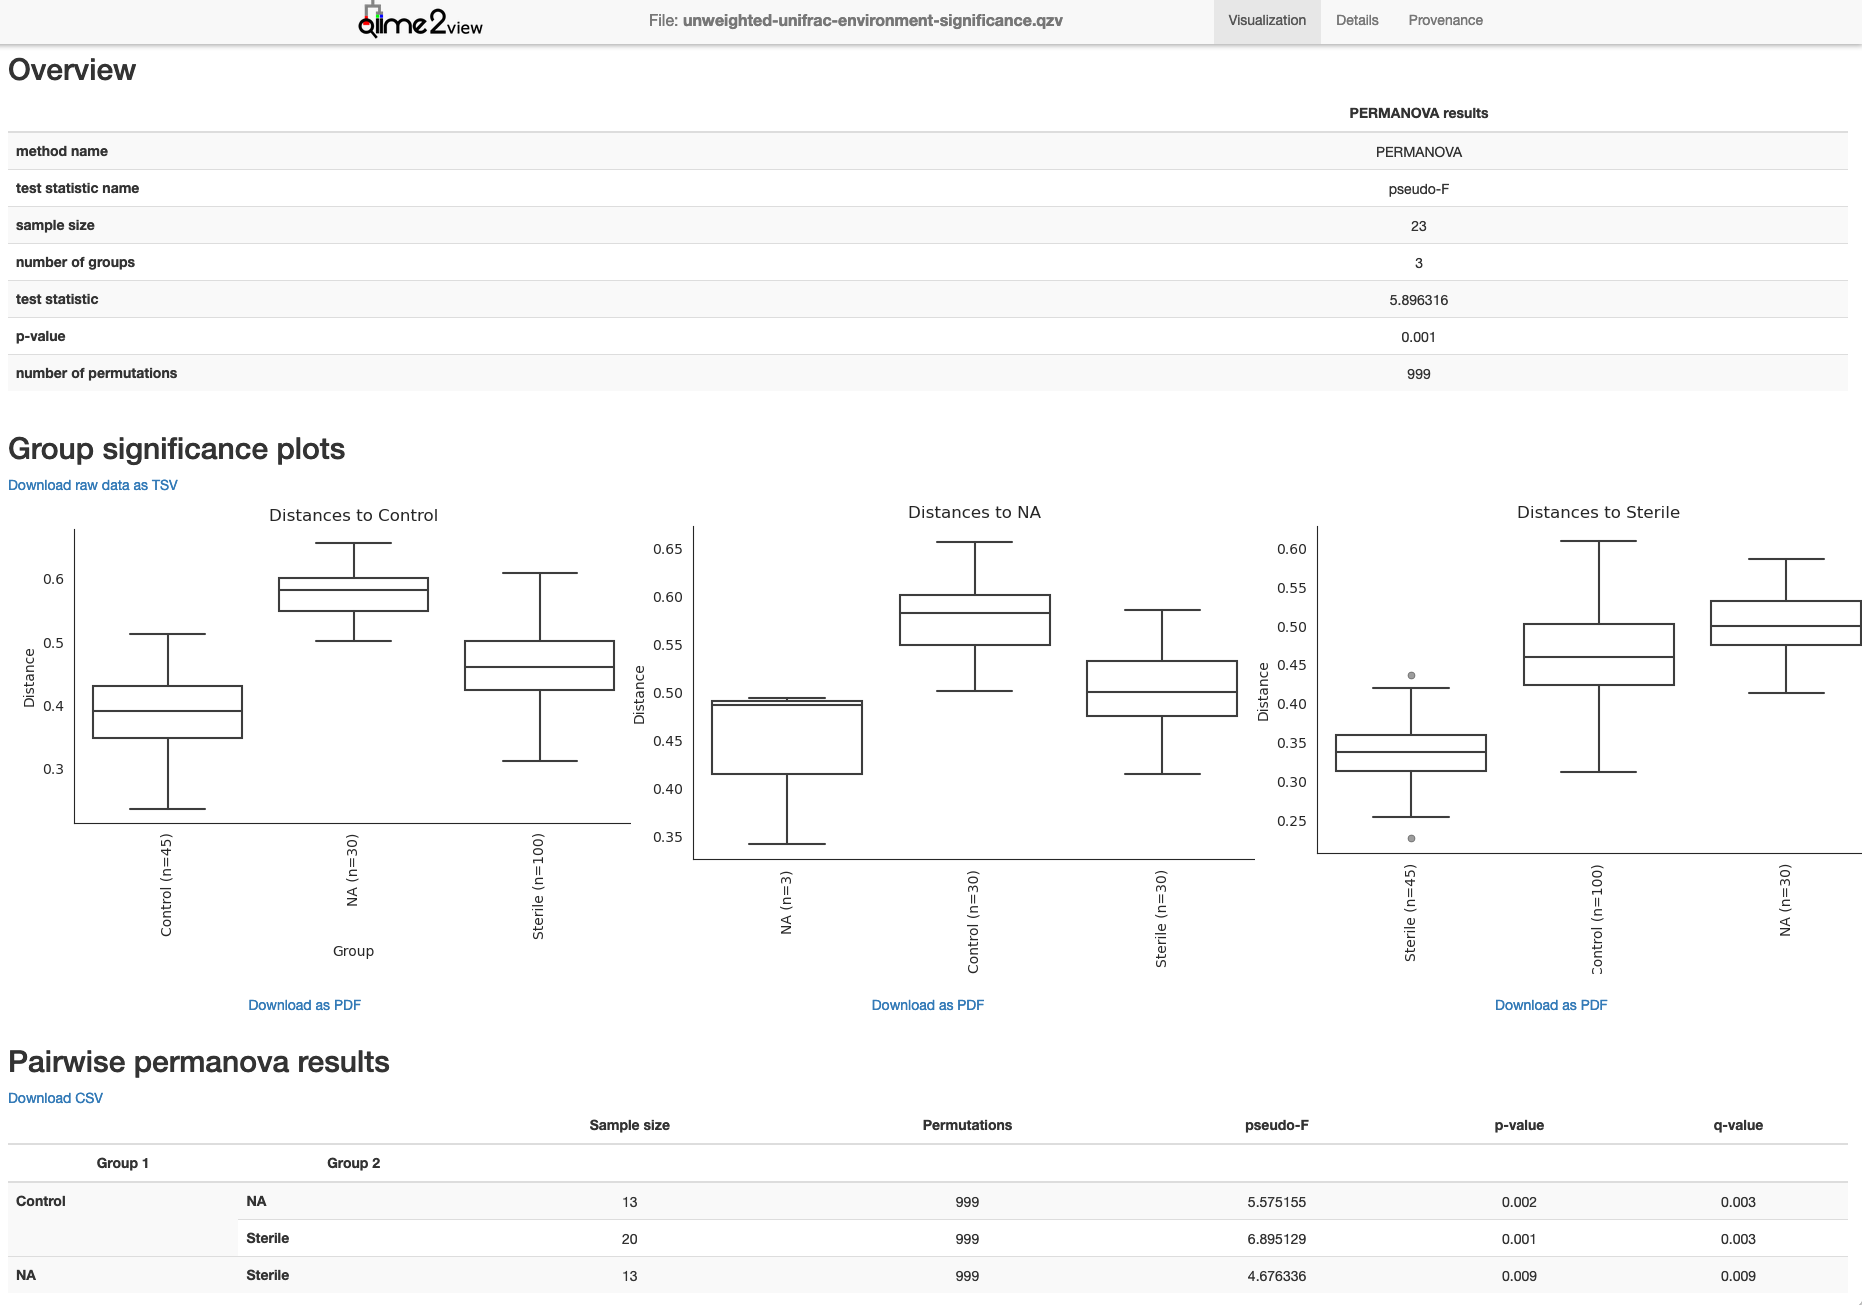 qiime2view
File: unweighted-unifrac-environment-significance.qzv
Visualization Details Provenance
Overview
PERMANOVA results
method name PERMANOVA
test statistic name pseudo-F
sample size 23
number of groups 3
test statistic 5.896316
p-value 0.001
number of permutations 999
Group significance plots
Download raw data as TSV
Distances to Control
0.6
0.5
0.4
0.3
Distance
Control (n=45)
NA (n=30)
Sterile (n=100)
Group
Download as PDF
Distances to NA
0.65
0.60
0.55
0.50
0.45
0.40
0.35
Distance
NA (n=3)
Control (n=30)
Sterile (n=30)
Download as PDF
Distances to Sterile
0.60
0.55
0.50
0.45
0.40
0.35
0.30
0.25
Distance
Sterile (n=45)
Control (n=100)
NA (n=30)
Download as PDF
Pairwise permanova results
Download CSV
Sample size Permutations pseudo-F p-value q-value
Group 1 Group 2
Control NA 13 999 5.575155 0.002 0.003
Sterile 20 999 6.895129 0.001 0.003
NA Sterile 13 999 4.676336 0.009 0.009